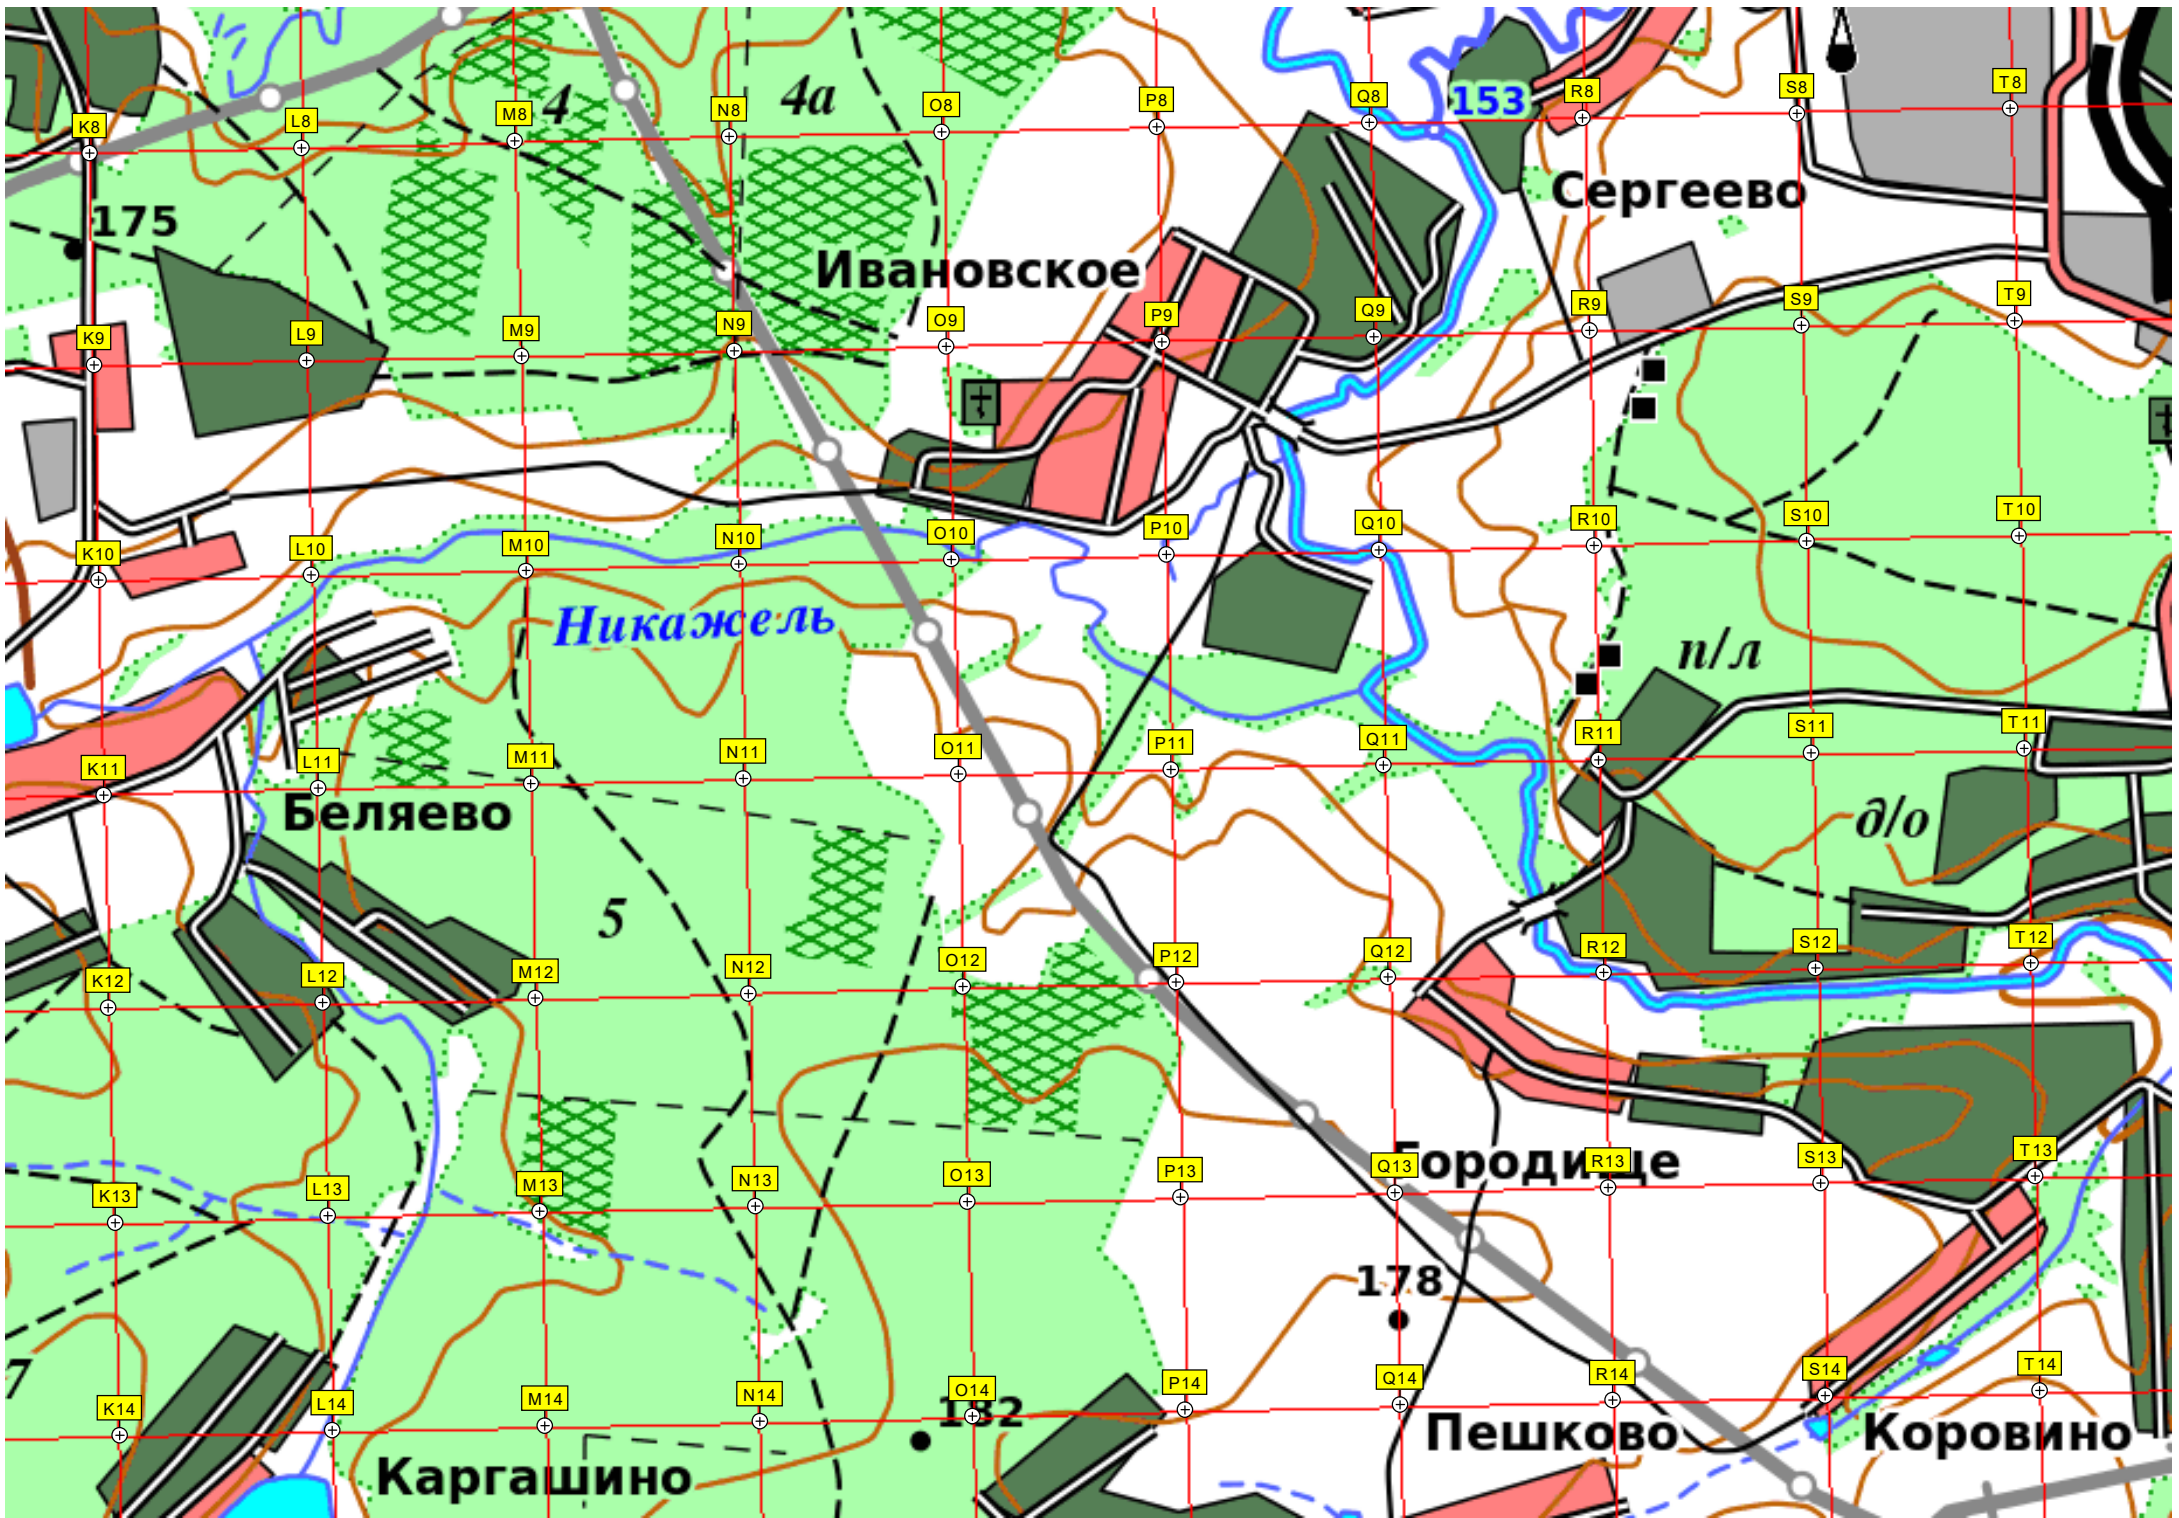 4
4а
153
K8
L8
M8
N8
O8
P8
Q8
R8
S8
T8
175
Сергеево
Ивановское
K9
L9
M9
N9
O9
P9
Q9
R9
S9
T9
K10
L10
M10
N10
O10
P10
Q10
R10
S10
T10
Никажель
п/л
K11
L11
M11
N11
O11
P11
Q11
R11
S11
T11
Беляево
д/о
5
K12
L12
M12
N12
O12
P12
Q12
R12
S12
T12
Городище
K13
L13
M13
N13
O13
P13
Q13
R13
S13
T13
178
7
K14
L14
M14
N14
O14
P14
Q14
R14
S14
T14
182
Пешково
Коровино
Каргашино